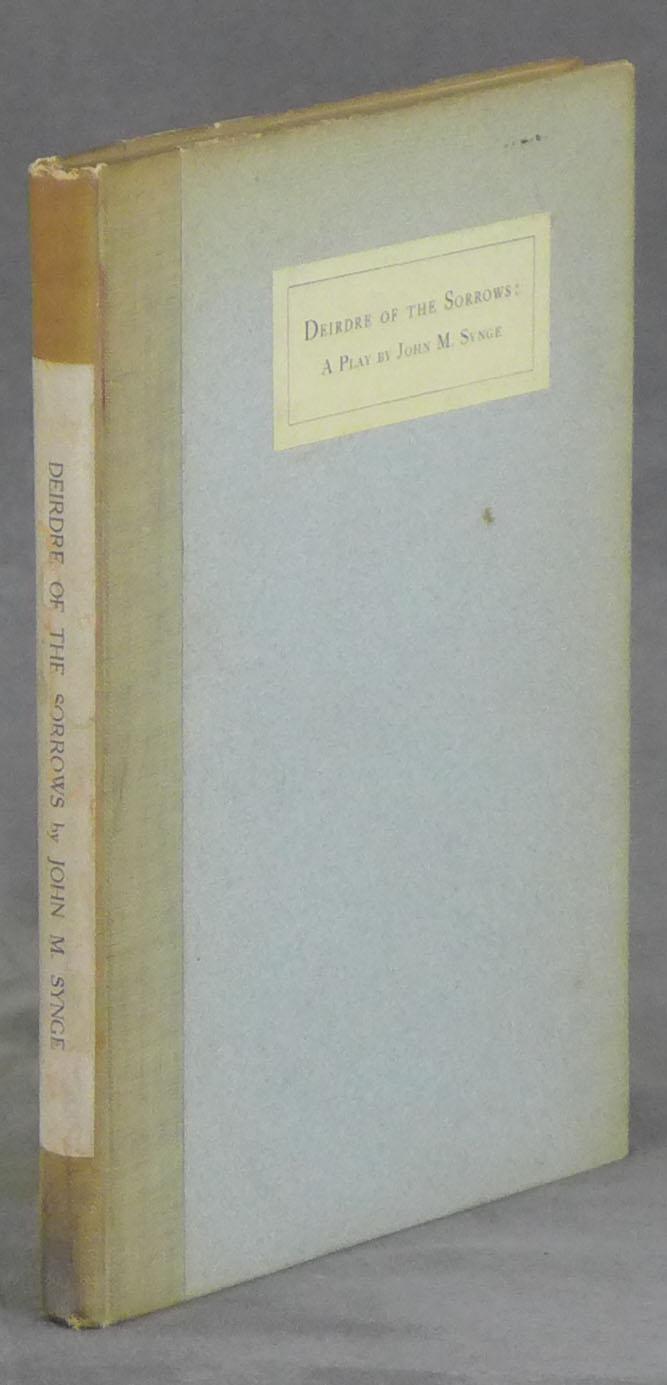 DEIRDRE OF THE SORROWS:
A PLAY BY JOHN M. SYNGE
DEIRDRE OF THE SORROWS by JOHN M. SYNGE